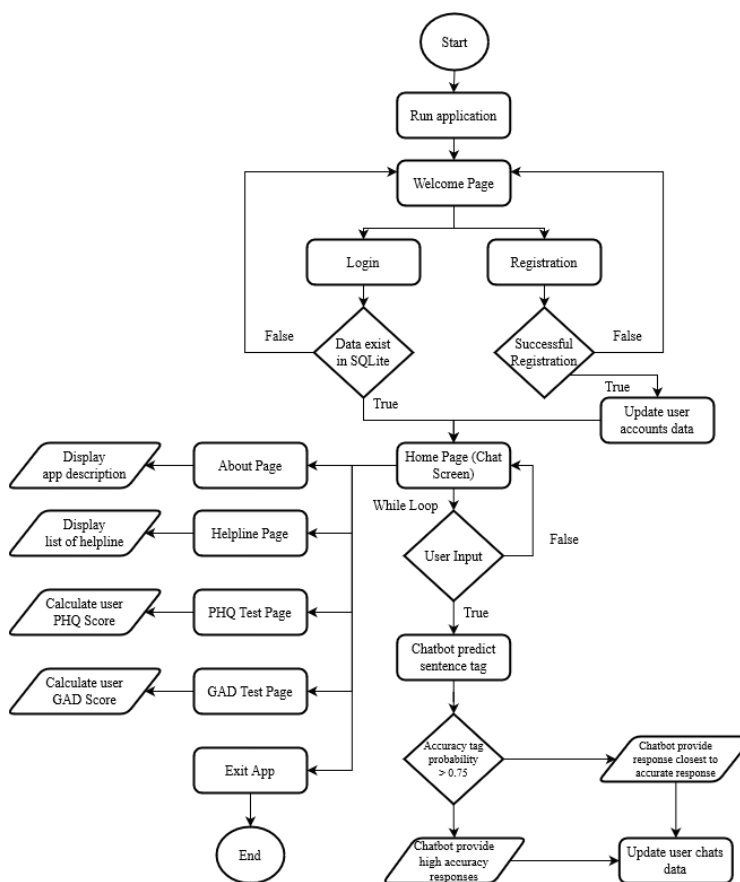 Start
Run application
Welcome Page
Login
Registration
False
Data exist
in SQLite
Successful
Registration
False
True
True
Update user
accounts data
Display
app description
About Page
Home Page (Chat
Screen)
While Loop
Display
list of helpline
Helpline Page
User Input
False
True
Calculate user
PHQ Score
PHQ Test Page
Chatbot predict
sentence tag
Calculate user
GAD Score
GAD Test Page
Accuracy tag
probability
> 0.75
Chatbot provide
response closest to
accurate response
Exit App
End
Chatbot provide
high accuracy
responses
Update user chats
data